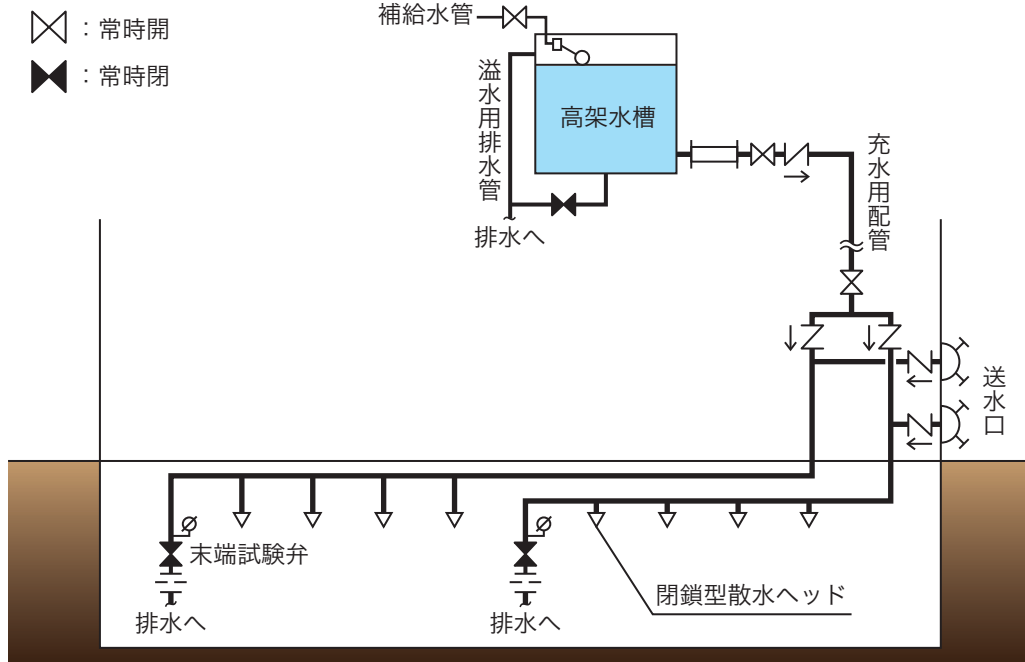 補給水管
：常時開
：常時閉
溢水用排水管
高架水槽
充水用配管
排水へ
送水口
末端試験弁
閉鎖型散水ヘッド
排水へ
排水へ